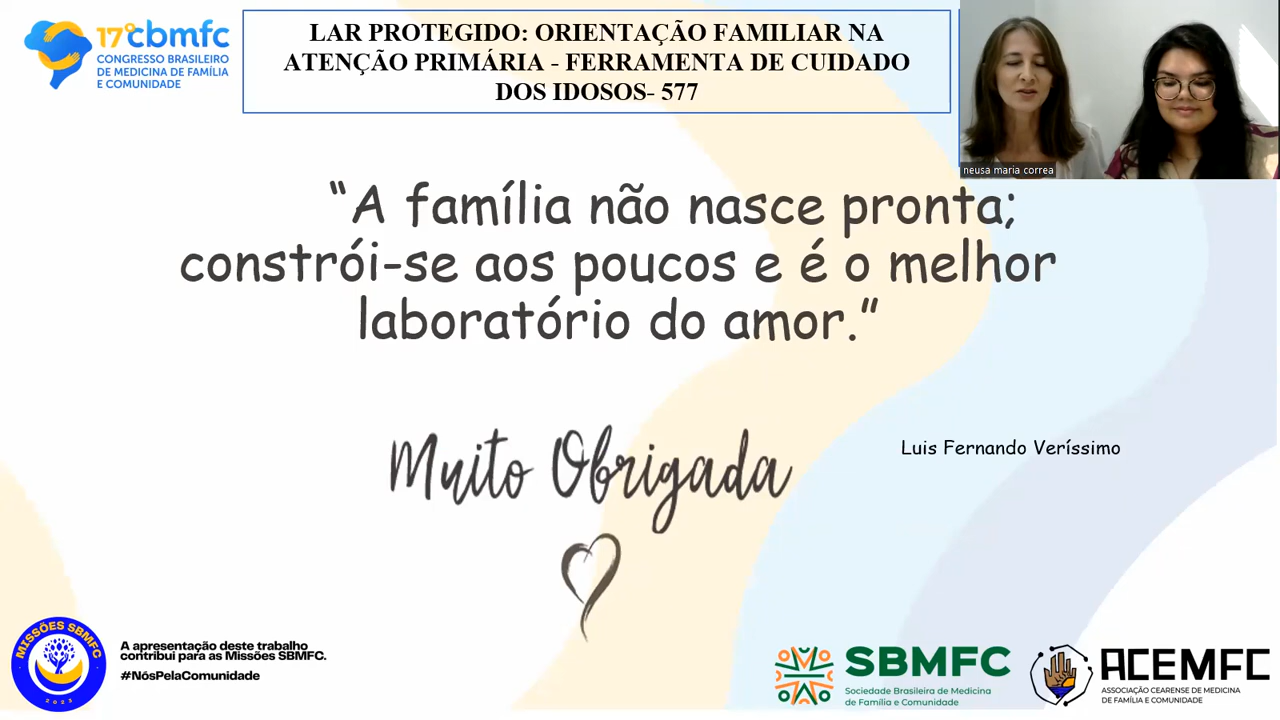 17º cbmfc
CONGRESSO BRASILEIRO
DE MEDICINA DE FAMÍLIA
E COMUNIDADE
LAR PROTEGIDO: ORIENTAÇÃO FAMILIAR NA
ATENÇÃO PRIMÁRIA - FERRAMENTA DE CUIDADO
DOS IDOSOS- 577
neusa maria correa
“A família não nasce pronta;
constrói-se aos poucos e é o melhor
laboratório do amor.”
Luis Fernando Veríssimo
Muito Obrigada
MISSÕES SBMFC
2023
A apresentação deste trabalho
contribui para as Missões SBMFC.
#NósPelaComunidade
SBMFC
Sociedade Brasileira de Medicina
de Família e Comunidade
ACEMFC
ASSOCIAÇÃO CEARENSE DE MEDICINA
DE FAMÍLIA E COMUNIDADE